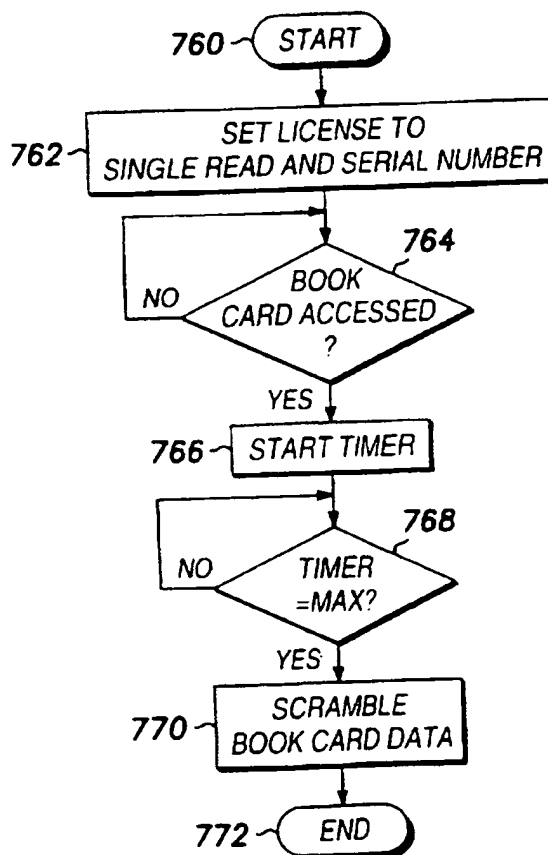 760
START
762
SET LICENSE TO
SINGLE READ AND SERIAL NUMBER
764
BOOK
CARD ACCESSED
?
NO
YES
766
START TIMER
768
TIMER
=MAX?
NO
YES
770
SCRAMBLE
BOOK CARD DATA
772
END